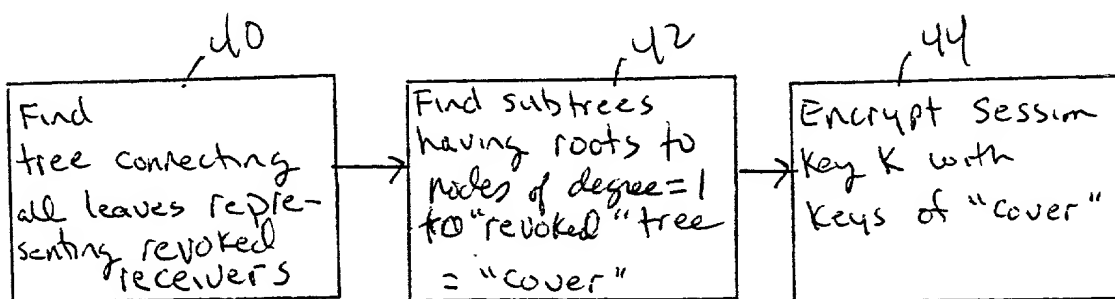 40
Find
tree connecting
all leaves repre-
senting revoked
receivers
42
Find subtrees
having roots to
nodes of degree=1
to "revoked" tree
= "cover"
44
Encrypt Session
Key K with
Keys of "cover"